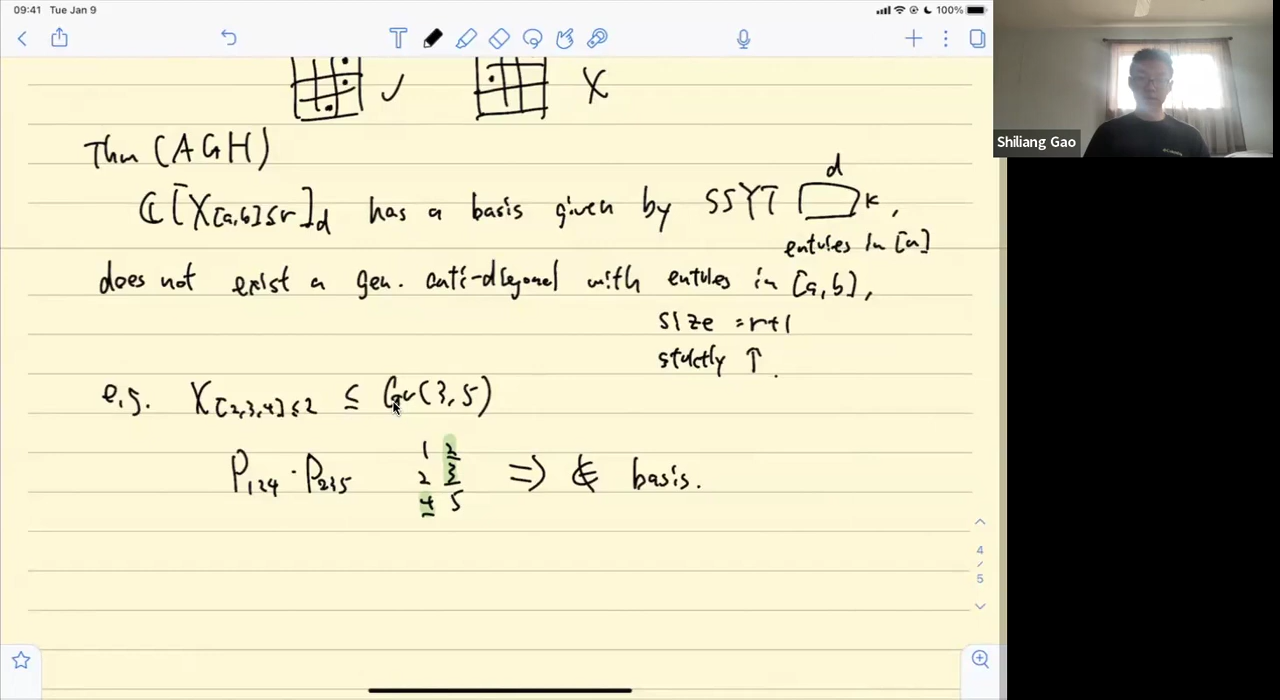 09:41 Tue Jan 9
100%
✓ X
Thm (AGH)
ℂ[X[a,b]≤r]d has a basis given by SSYT d k,
entries in [n]
does not exist a gen. anti-diagonal with entries in [a,b],
size = r+1
strictly ↑.
e.g. X[2,3,4]≤2 ⊆ Gr(3,5)
P124 · P235 1 2 ⇒ ∉ basis.
2 3
4 5
4
/
5
Shiliang Gao